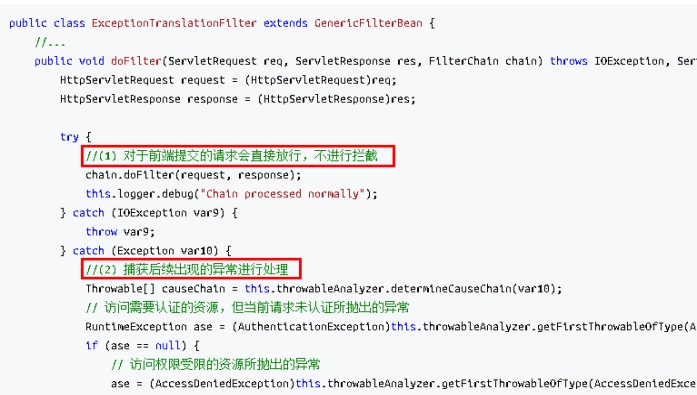 public class ExceptionTranslationFilter extends GenericFilterBean {
//...
public void doFilter(ServletRequest req, ServletResponse res, FilterChain chain) throws IOException, Ser
HttpServletRequest request = (HttpServletRequest)req;
HttpServletResponse response = (HttpServletResponse)res;
try {
//(1) 对于前端提交的请求会直接放行，不进行拦截
chain.doFilter(request, response);
this.logger.debug("Chain processed normally");
} catch (IOException var9) {
throw var9;
} catch (Exception var10) {
//(2) 捕获后续出现的异常进行处理
Throwable[] causeChain = this.throwableAnalyzer.determineCauseChain(var10);
// 访问需要认证的资源，但当前请求未认证所抛出的异常
RuntimeException ase = (AuthenticationException)this.throwableAnalyzer.getFirstThrowableOfType(A
if (ase == null) {
// 访问权限受限的资源所抛出的异常
ase = (AccessDeniedException)this.throwableAnalyzer.getFirstThrowableOfType(AccessDeniedExce